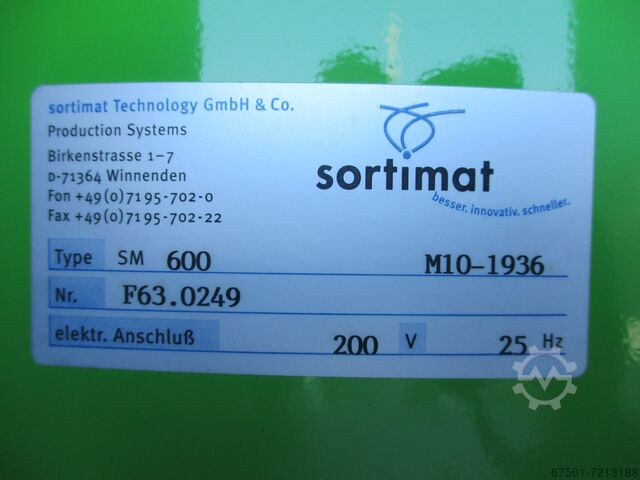 sortimat Technology GmbH & Co.
Production Systems
Birkenstrasse 1–7
D-71364 Winnenden
Fon +49(0)7195-702-0
Fax +49(0)7195-702-22
sortimat
besser. innovativ. schneller.
Type SM 600 M10-1936
Nr. F63.0249
elektr. Anschluß 200 V 25 Hz
67501-7213188